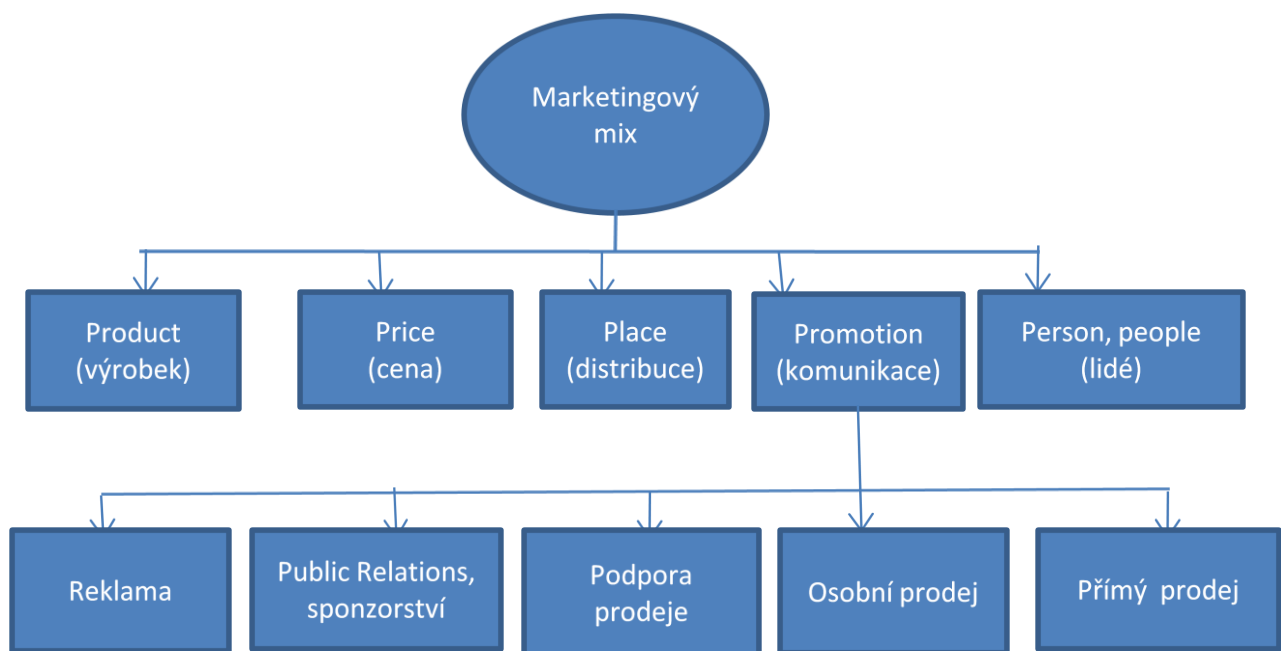 Marketingový
mix
Product
(výrobek)
Price
(cena)
Place
(distribuce)
Promotion
(komunikace)
Person, people
(lidé)
Reklama
Public Relations,
sponzorství
Podpora
prodeje
Osobní prodej
Přímý  prodej